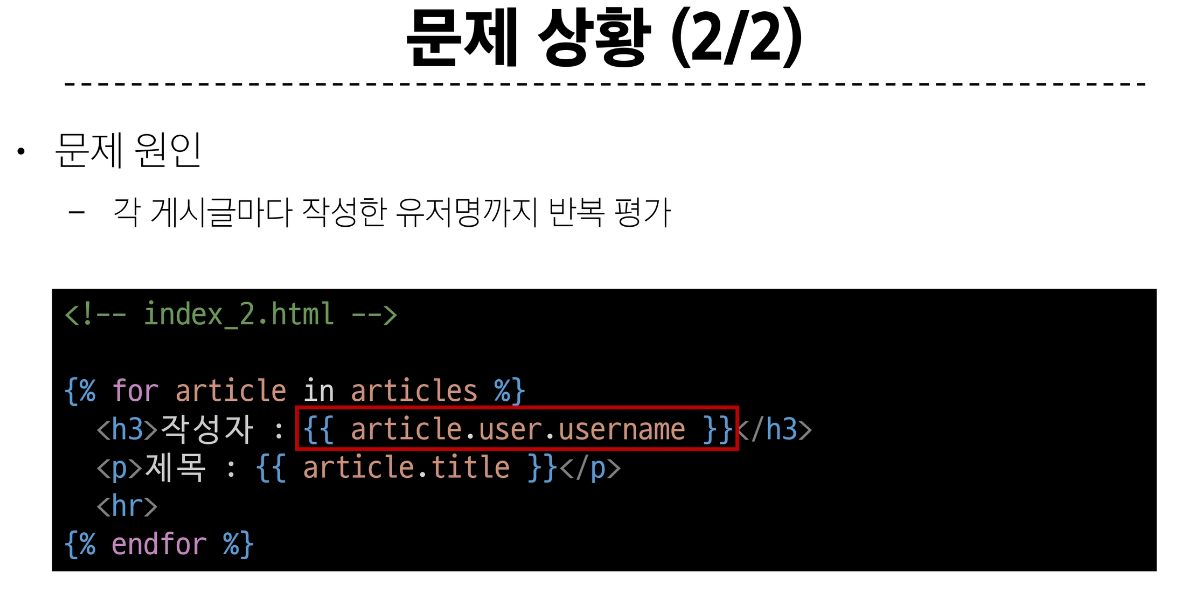 문제 상황 (2/2)
• 문제 원인
– 각 게시글마다 작성한 유저명까지 반복 평가
<!-- index_2.html -->
{% for article in articles %}
<h3>작성자 : {{ article.user.username }}</h3>
<p>제목 : {{ article.title }}</p>
<hr>
{% endfor %}